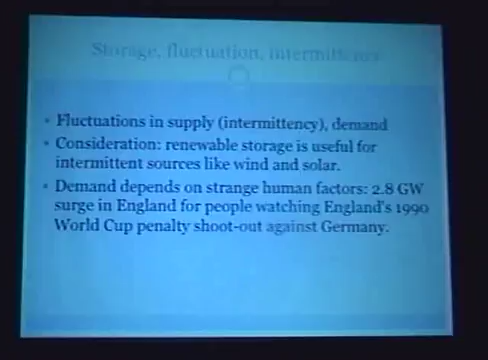 Storage, fluctuation, intermittence
Fluctuations in supply (intermittency), demand
Consideration: renewable storage is useful for
intermittent sources like wind and solar.
Demand depends on strange human factors: 2.8 GW
surge in England for people watching England's 1990
World Cup penalty shoot-out against Germany.